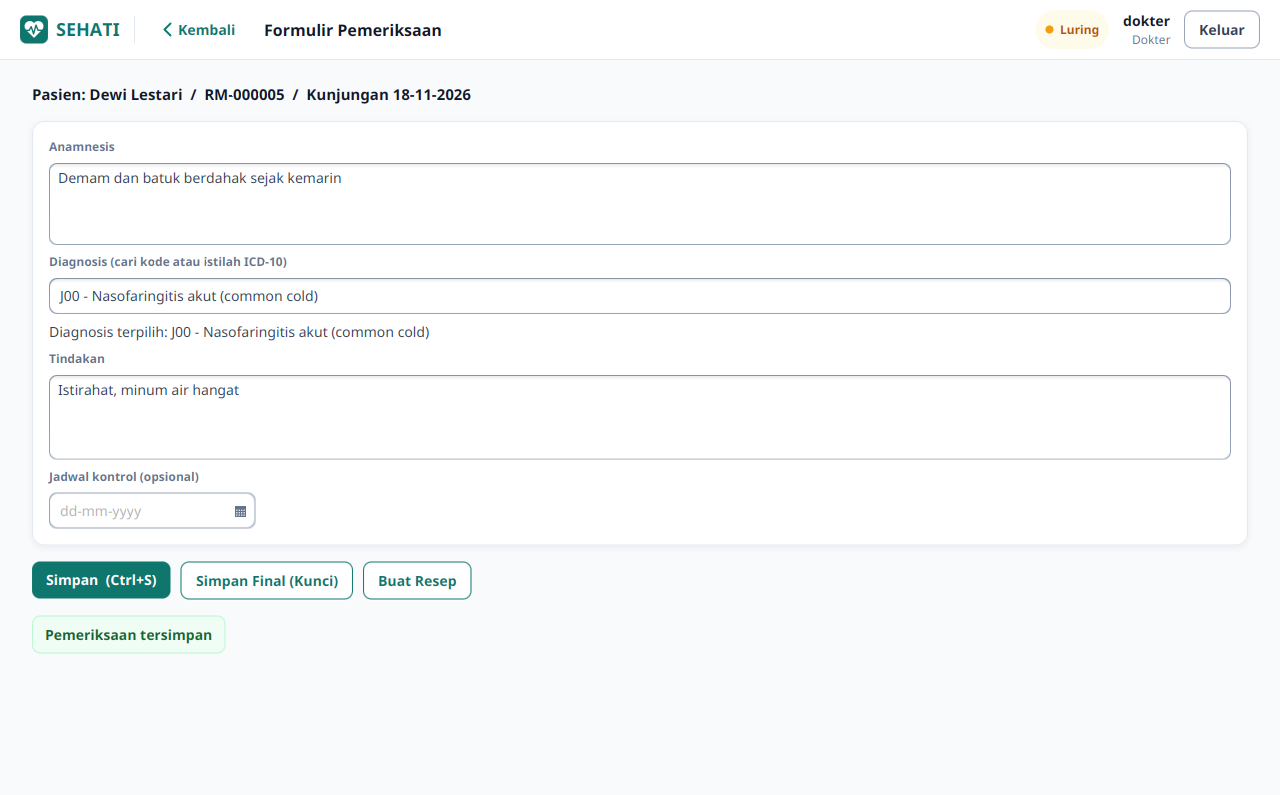 SEHATI
Kembali
Formulir Pemeriksaan
Luring
dokter
Dokter
Keluar
Pasien: Dewi Lestari / RM-000005 / Kunjungan 18-11-2026
Anamnesis
Demam dan batuk berdahak sejak kemarin
Diagnosis (cari kode atau istilah ICD-10)
J00 - Nasofaringitis akut (common cold)
Diagnosis terpilih: J00 - Nasofaringitis akut (common cold)
Tindakan
Istirahat, minum air hangat
Jadwal kontrol (opsional)
dd-mm-yyyy
Simpan (Ctrl+S)
Simpan Final (Kunci)
Buat Resep
Pemeriksaan tersimpan